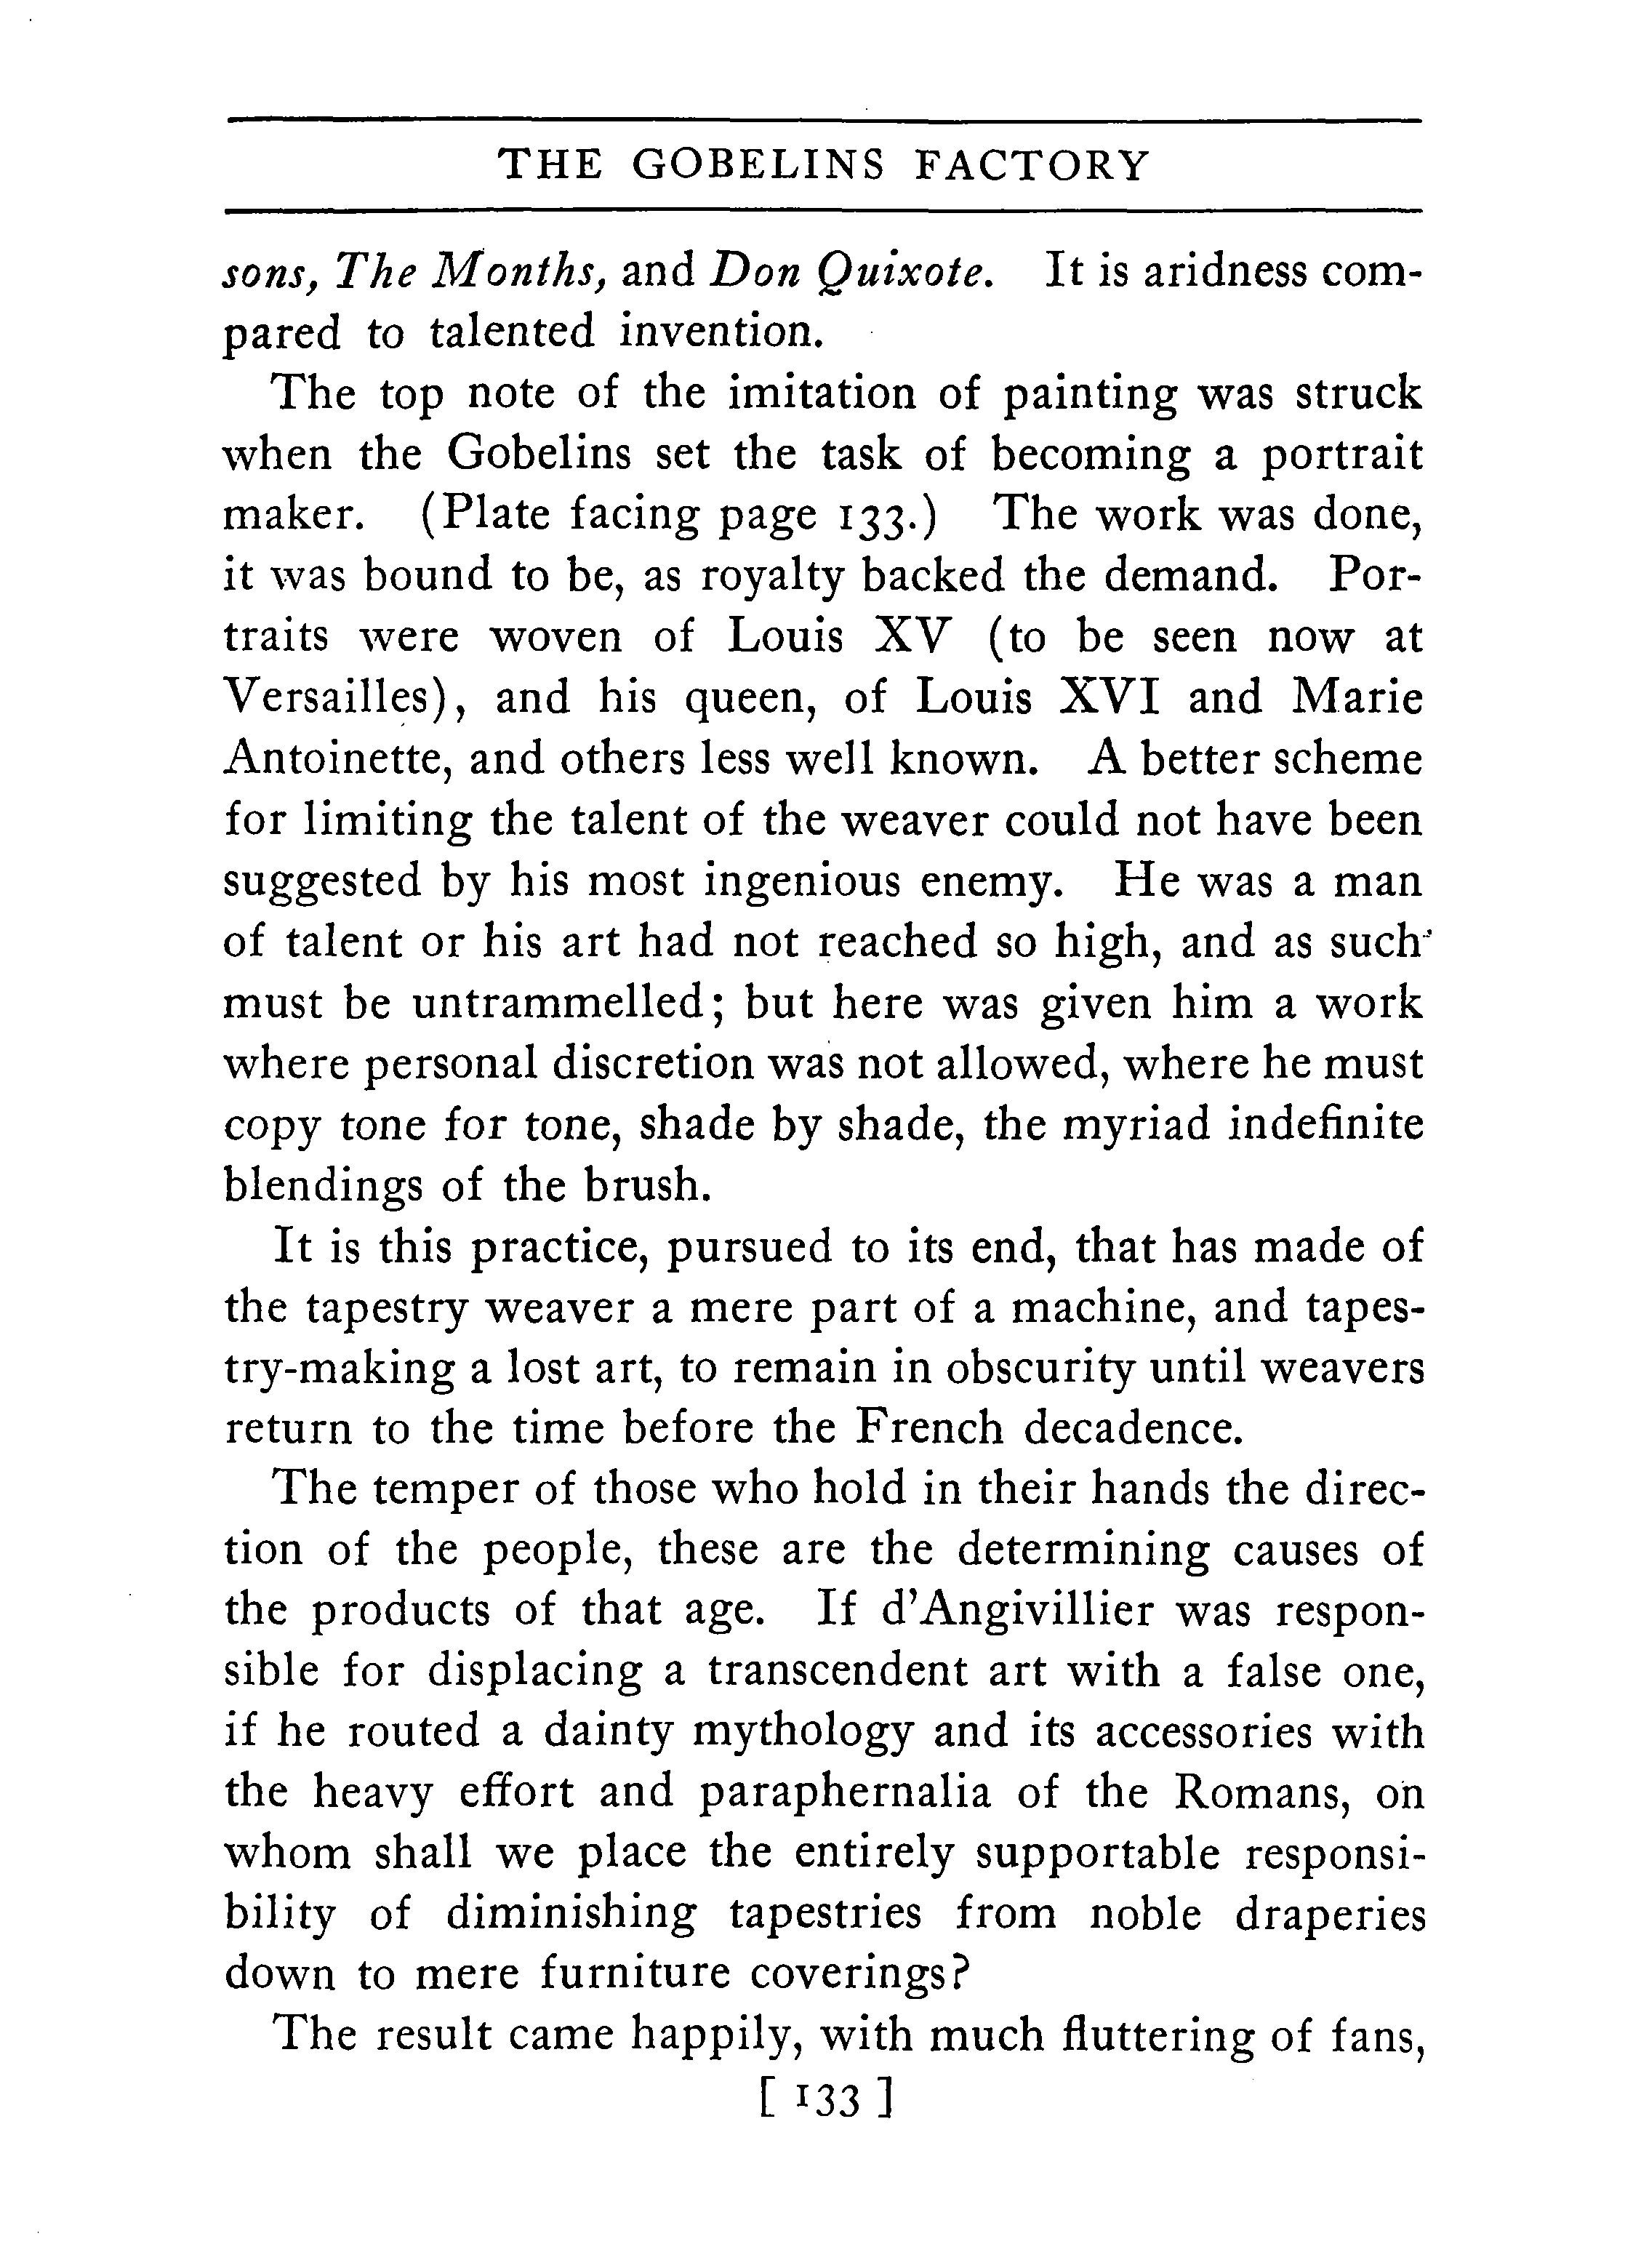 THE GOBELINS FACTORY
sons, The Months, and Don Quixote. It is aridness com-
pared to talented invention.
The top note of the imitation of painting was struck
when the Gobelins set the task of becoming a portrait
maker. (Plate facing page 133.) The work was done,
it was bound to be, as royalty backed the demand. Por-
traits were woven of Louis XV (to be seen now at
Versailles), and his queen, of Louis XVI and Marie
Antoinette, and others less well known. A better scheme
for limiting the talent of the weaver could not have been
suggested by his most ingenious enemy. He was a man
of talent or his art had not reached so high, and as such
must be untrammelled; but here was given him a work
where personal discretion was not allowed, where he must
copy tone for tone, shade by shade, the myriad indefinite
blendings of the brush.
It is this practice, pursued to its end, that has made of
the tapestry weaver a mere part of a machine, and tapes-
try-making a lost art, to remain in obscurity until weavers
return to the time before the French decadence.
The temper of those who hold in their hands the direc-
tion of the people, these are the determining causes of
the products of that age. If d'Angivillier was respon-
sible for displacing a transcendent art with a false one,
if he routed a dainty mythology and its accessories with
the heavy effort and paraphernalia of the Romans, on
whom shall we place the entirely supportable responsi-
bility of diminishing tapestries from noble draperies
down to mere furniture coverings?
The result came happily, with much fluttering of fans,
[ 133 ]